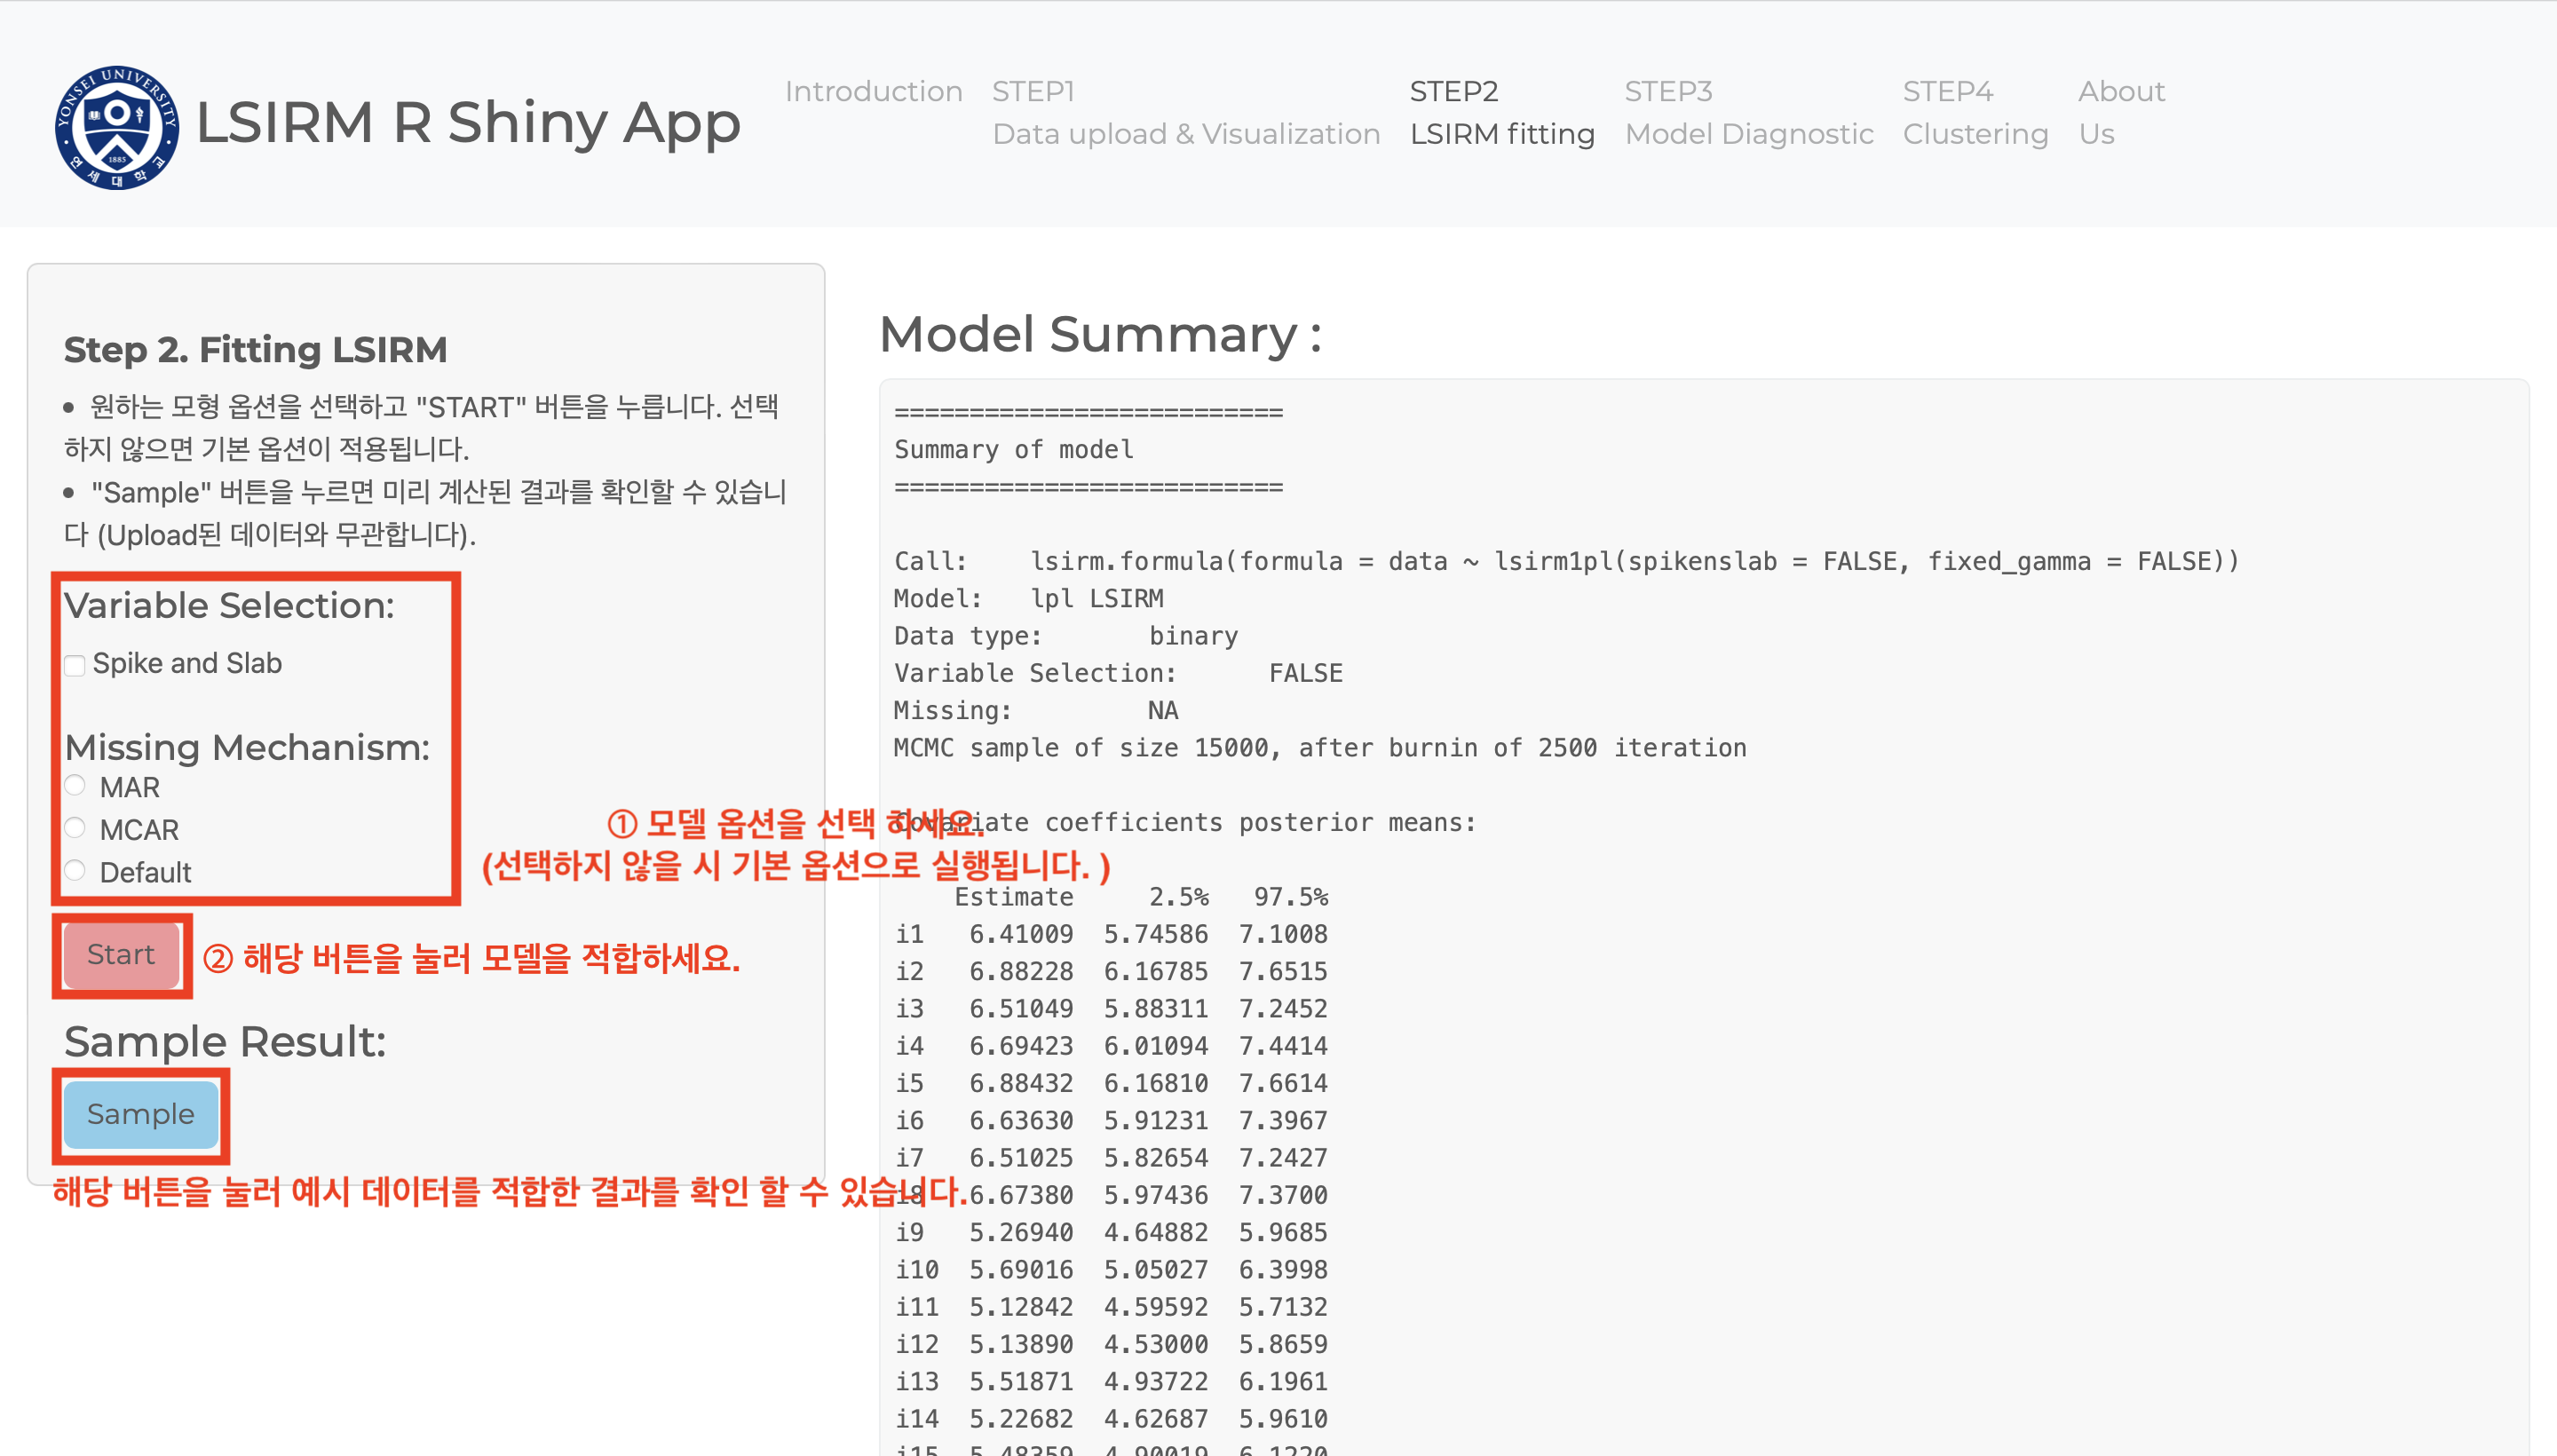 YONSEI UNIVERSITY
1885
연세대학교
LSIRM R Shiny App
Introduction
STEP1
Data upload & Visualization
STEP2
LSIRM fitting
STEP3
Model Diagnostic
STEP4
Clustering
About
Us
Step 2. Fitting LSIRM
• 원하는 모형 옵션을 선택하고 "START" 버튼을 누릅니다. 선택
하지 않으면 기본 옵션이 적용됩니다.
• "Sample" 버튼을 누르면 미리 계산된 결과를 확인할 수 있습니
다 (Upload된 데이터와 무관합니다).
Variable Selection:
Spike and Slab
Missing Mechanism:
MAR
MCAR
Default
① 모델 옵션을 선택 하세요.
(선택하지 않을 시 기본 옵션으로 실행됩니다. )
Start
② 해당 버튼을 눌러 모델을 적합하세요.
Sample Result:
Sample
해당 버튼을 눌러 예시 데이터를 적합한 결과를 확인 할 수 있습니다.
Model Summary :
==========================
Summary of model
==========================
Call: lsirm.formula(formula = data ~ lsirm1pl(spikenslab = FALSE, fixed_gamma = FALSE))
Model: lpl LSIRM
Data type: binary
Variable Selection: FALSE
Missing: NA
MCMC sample of size 15000, after burnin of 2500 iteration
Covariate coefficients posterior means:
Estimate 2.5% 97.5%
i1 6.41009 5.74586 7.1008
i2 6.88228 6.16785 7.6515
i3 6.51049 5.88311 7.2452
i4 6.69423 6.01094 7.4414
i5 6.88432 6.16810 7.6614
i6 6.63630 5.91231 7.3967
i7 6.51025 5.82654 7.2427
i8 6.67380 5.97436 7.3700
i9 5.26940 4.64882 5.9685
i10 5.69016 5.05027 6.3998
i11 5.12842 4.59592 5.7132
i12 5.13890 4.53000 5.8659
i13 5.51871 4.93722 6.1961
i14 5.22682 4.62687 5.9610
i15 5.48359 4.90019 6.1220